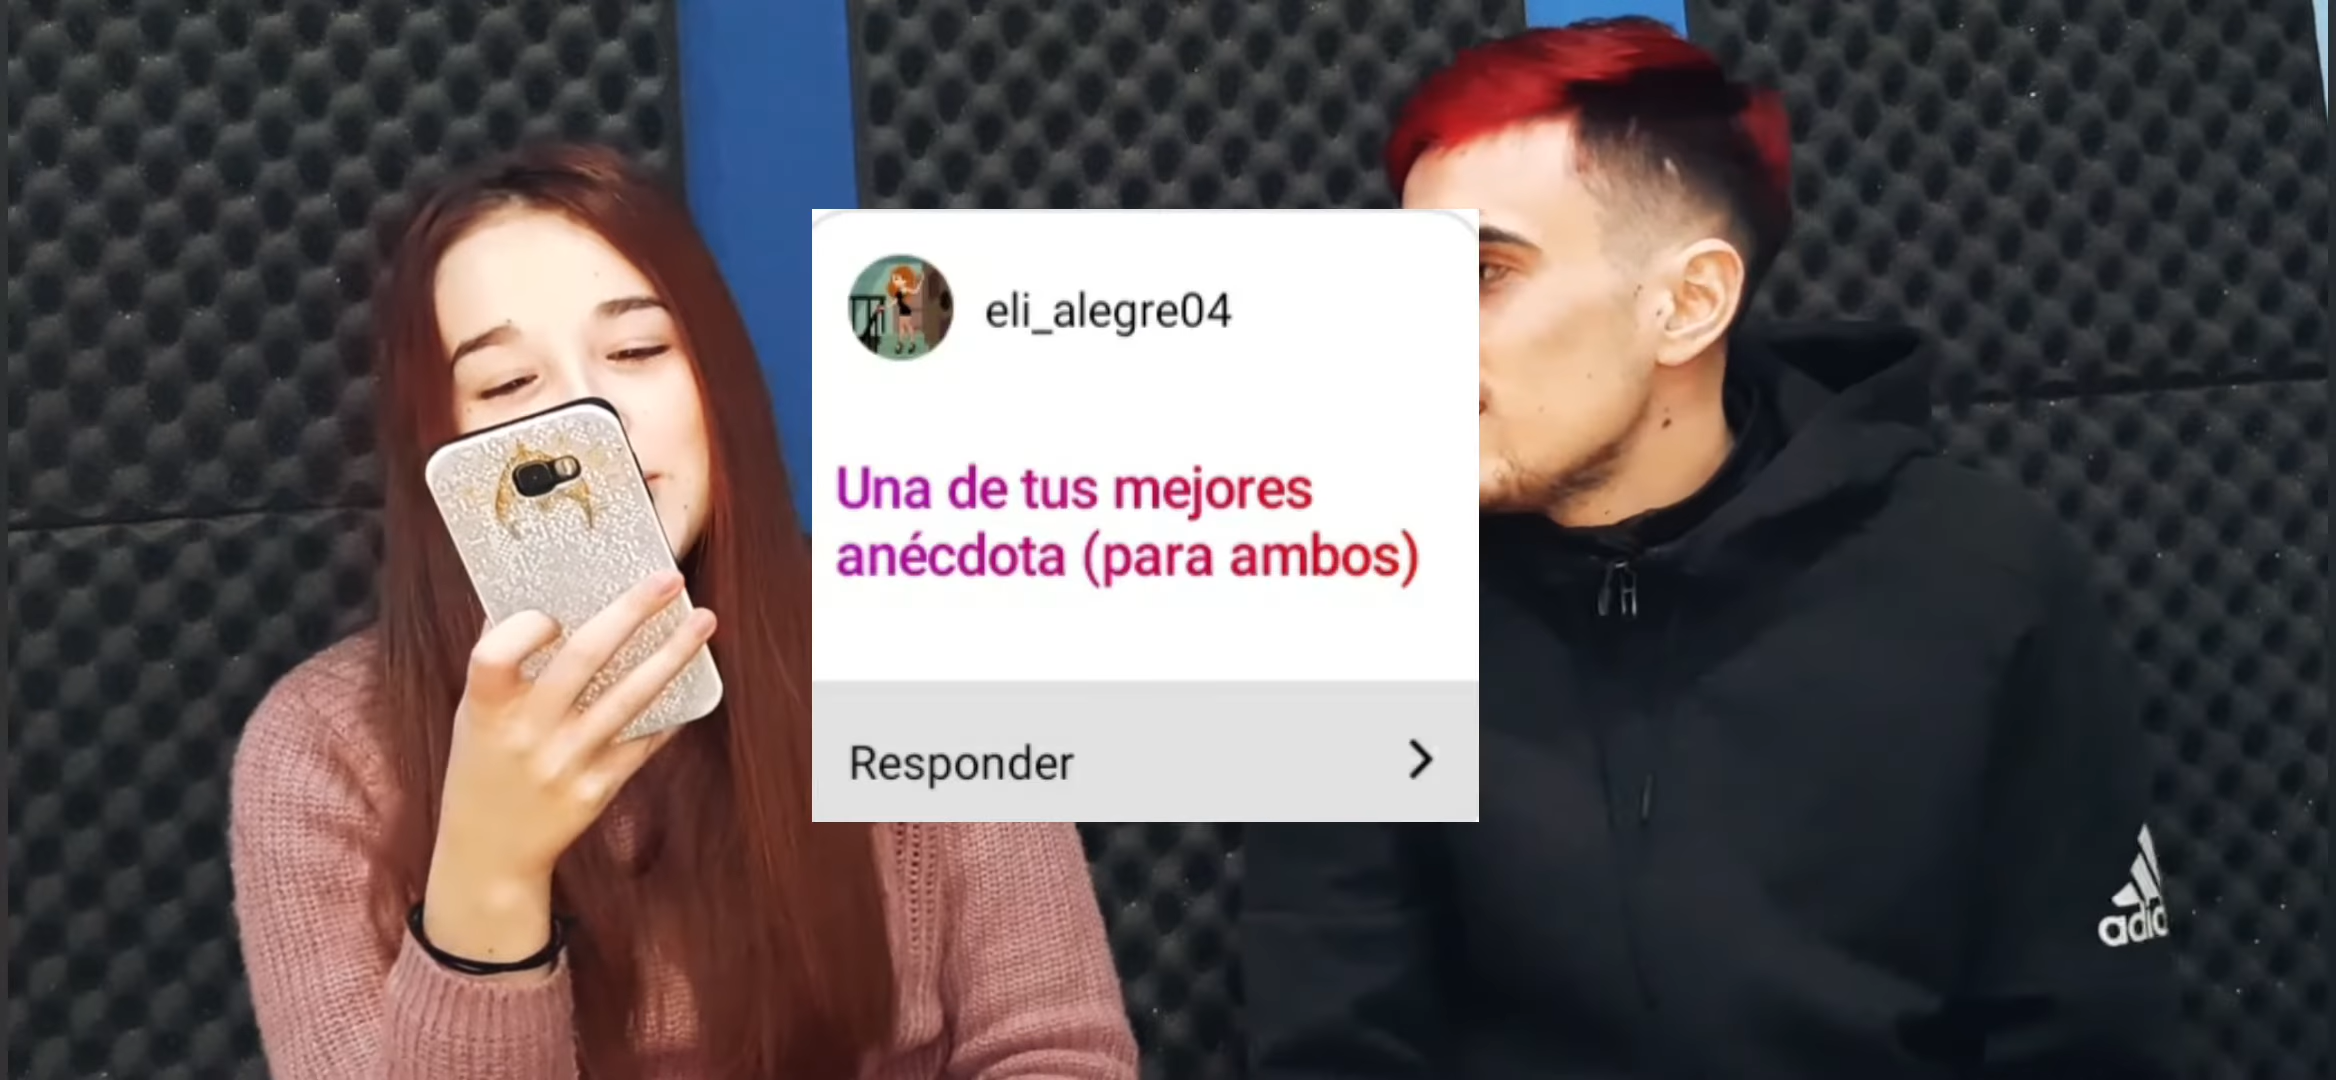 eli_alegre04
Una de tus mejores
anécdota (para ambos)
Responder
adid